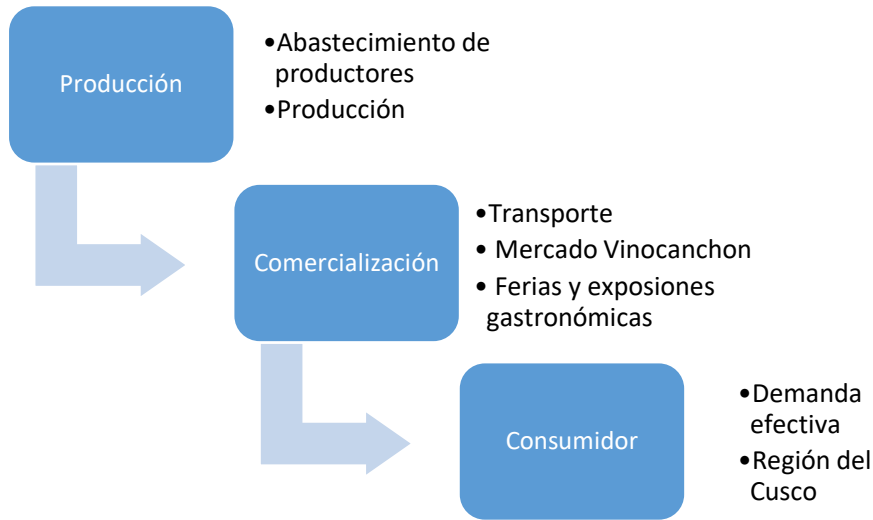 Producción
•Abastecimiento de
productores
•Producción
Comercialización
•Transporte
• Mercado Vinocanchon
• Ferias y exposiones
gastronómicas
Consumidor
•Demanda
efectiva
•Región del
Cusco